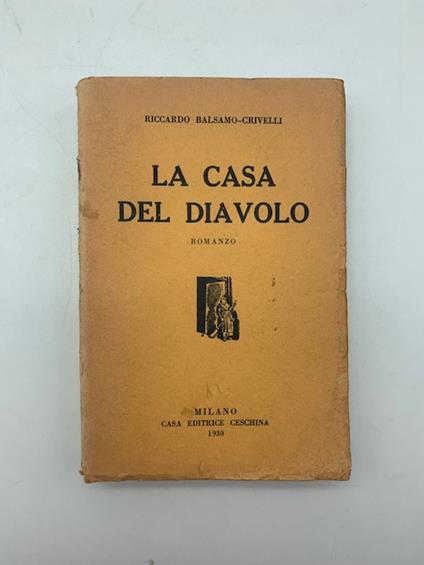 RICCARDO BALSAMO-CRIVELLI
LA CASA
DEL DIAVOLO
ROMANZO
MILANO
CASA EDITRICE CESCHINA
1930